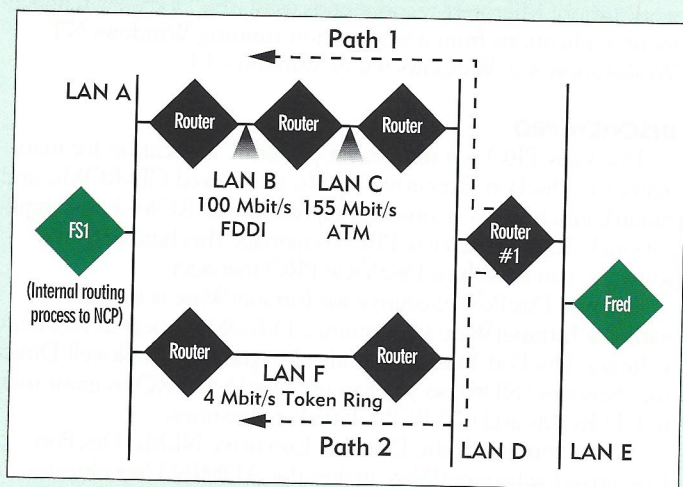 Path 1
LAN A
Router
Router
Router
LAN B
100 Mbit/s
FDDI
LAN C
155 Mbit/s
ATM
FS1
(Internal routing
process to NCP)
Router
#1
Fred
Router
Router
LAN F
4 Mbit/s Token Ring
Path 2
LAN D
LAN E